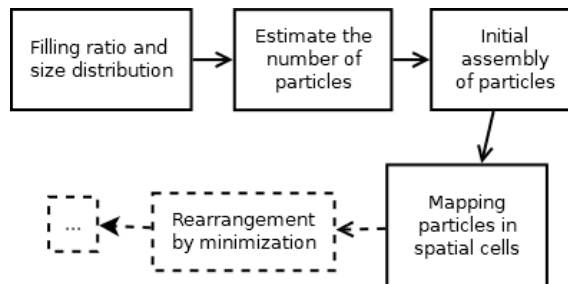 Filling ratio and
size distribution
Estimate the
number of
particles
Initial
assembly
of particles
Mapping
particles in
spatial cells
Rearrangement
by minimization
...